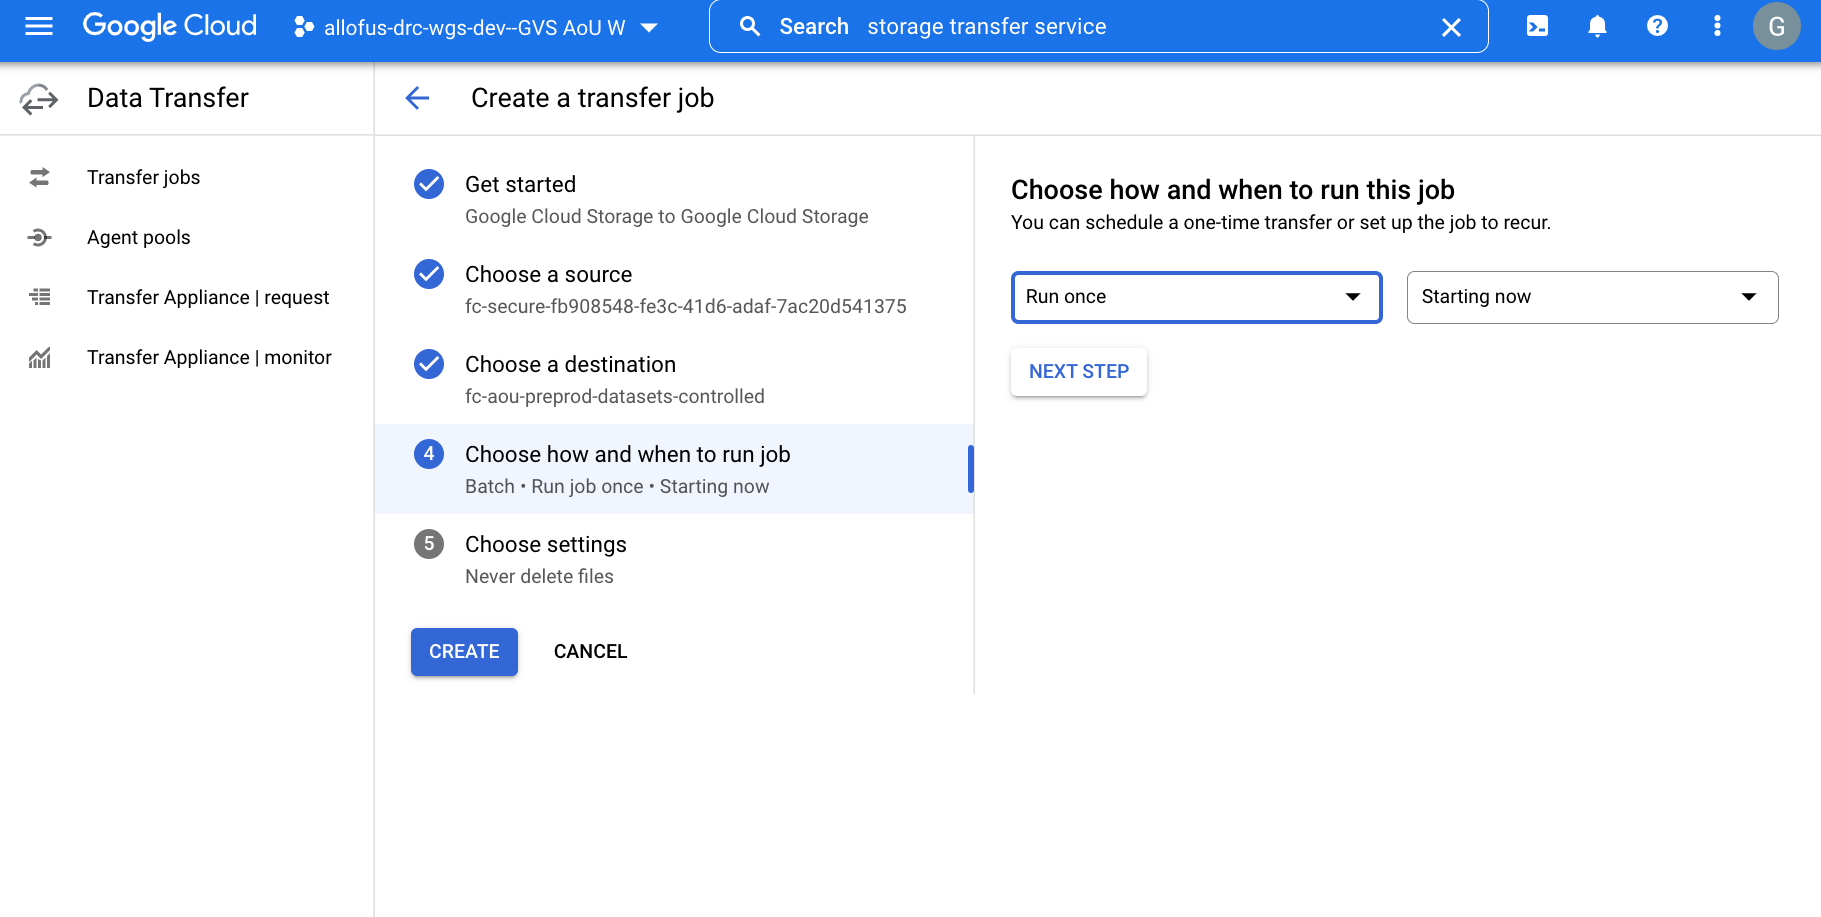 Google Cloud
allofus-drc-wgs-dev--GVS AoU W
Search storage transfer service
G
Data Transfer
Create a transfer job
Transfer jobs
Agent pools
Transfer Appliance | request
Transfer Appliance | monitor
Get started
Google Cloud Storage to Google Cloud Storage
Choose a source
fc-secure-fb908548-fe3c-41d6-adaf-7ac20d541375
Choose a destination
fc-aou-preprod-datasets-controlled
4 Choose how and when to run job
Batch • Run job once • Starting now
5 Choose settings
Never delete files
CREATE CANCEL
Choose how and when to run this job
You can schedule a one-time transfer or set up the job to recur.
Run once
Starting now
NEXT STEP